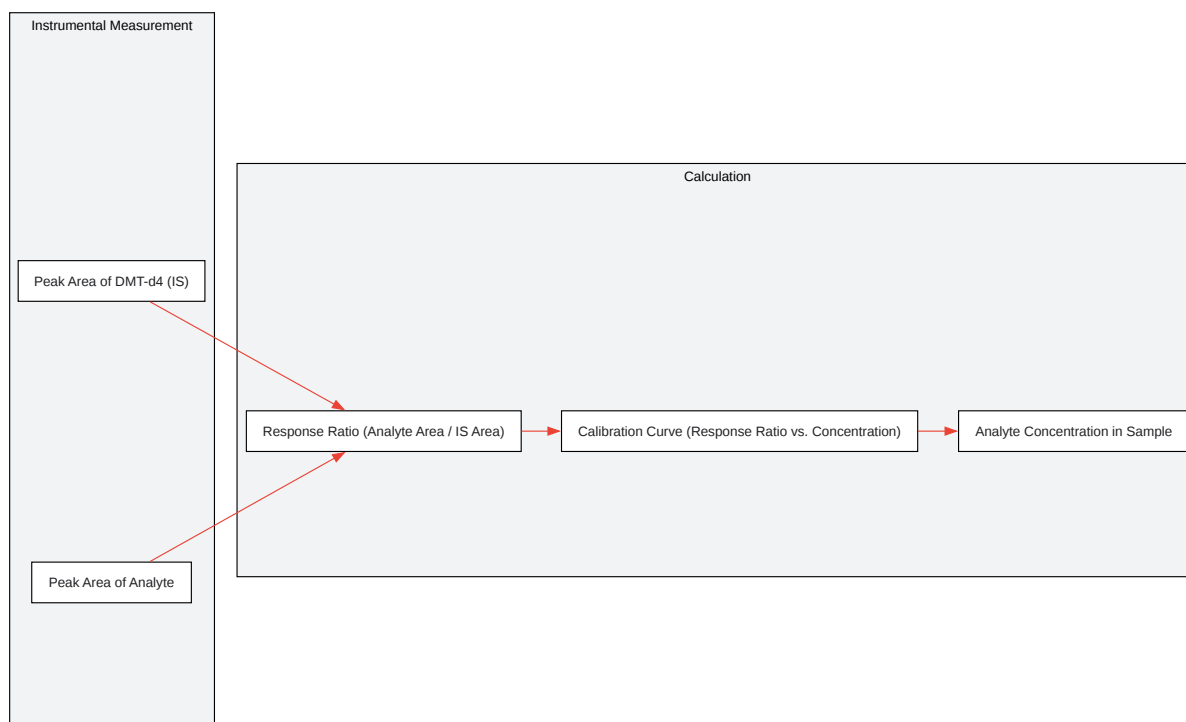 Instrumental Measurement
Calculation
Peak Area of DMT-d4 (IS)
Response Ratio (Analyte Area / IS Area)
Calibration Curve (Response Ratio vs. Concentration)
Analyte Concentration in Sample
Peak Area of Analyte